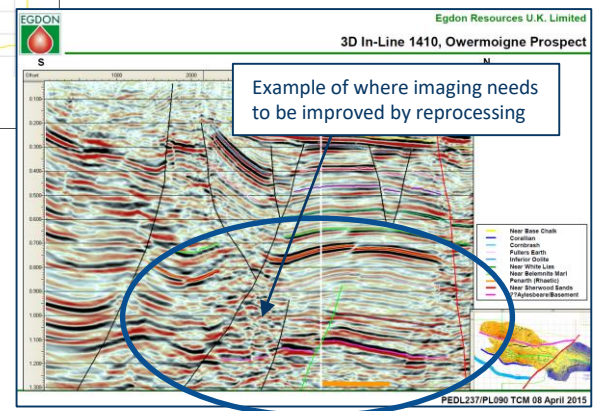 EGDON
Egdon Resources U.K. Limited
3D In-Line 1410, Owermoigne Prospect
S
N
Offset
1000
2000
Example of where imaging needs
to be improved by reprocessing
0.100
0.200
0.300
0.400
0.500
0.600
0.700
0.800
0.900
1.000
1.100
1.200
1.300
Near Base Chalk
Corallian
Cornbrash
Fullers Earth
Inferior Oolite
Near White Lias
Near Belemnite Marl
Penarth (Rhaetic)
Near Sherwood Sands
??Aylesbeare/Basement
PEDL237/PL090 TCM 08 April 2015